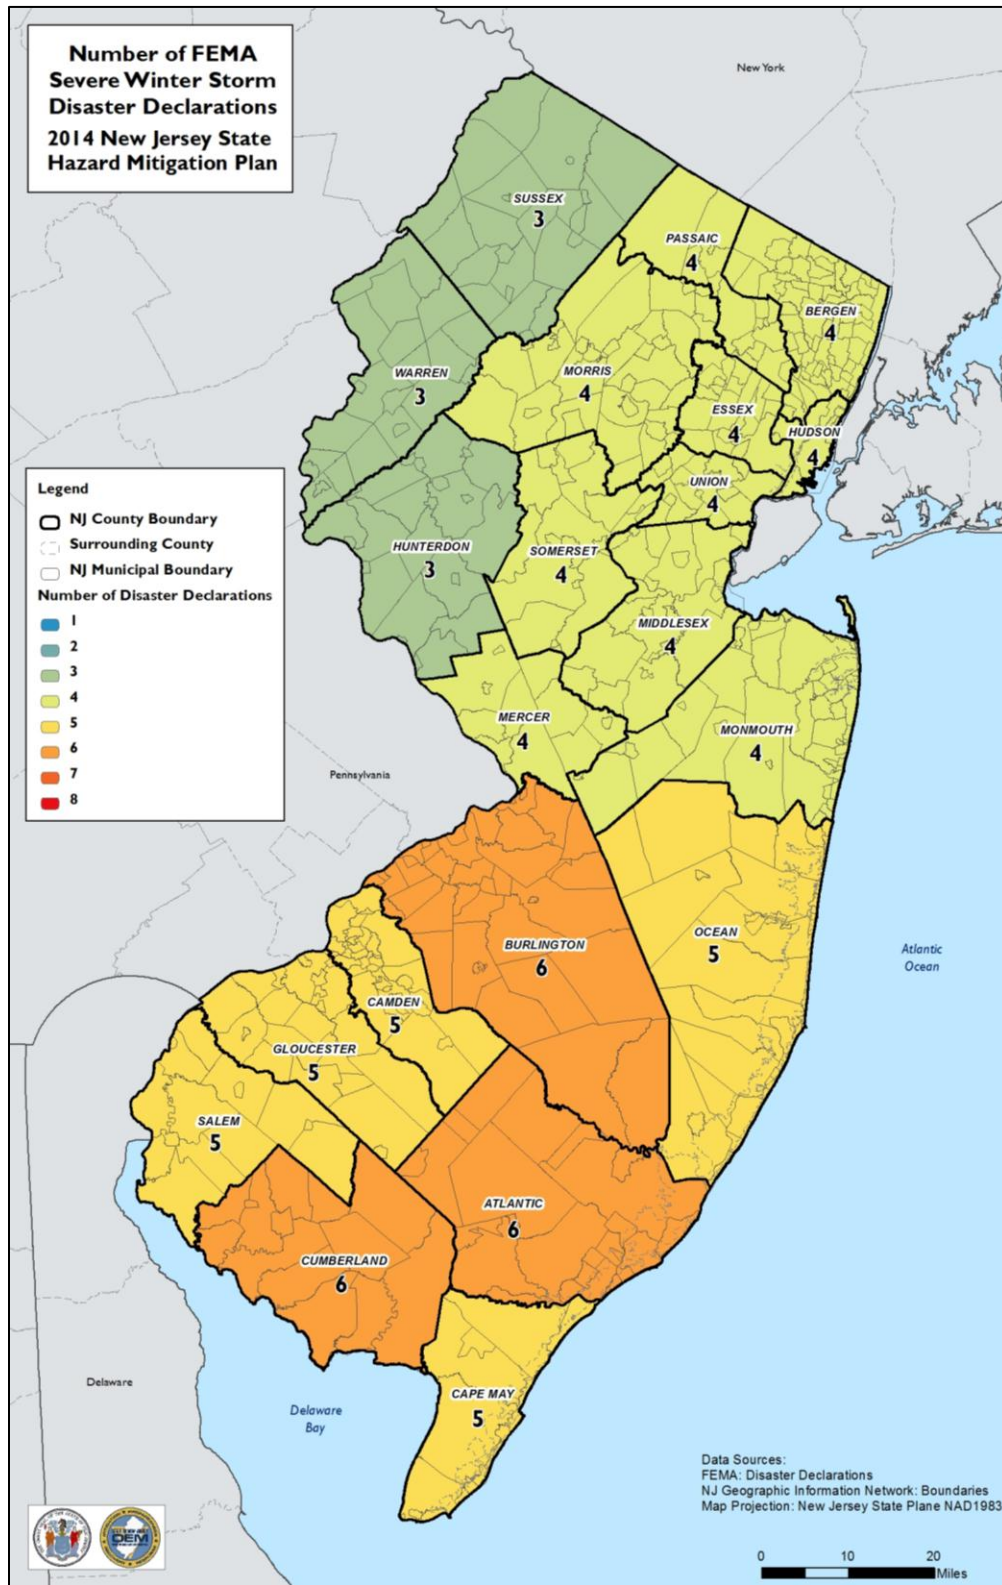 Number of FEMA
Severe Winter Storm
Disaster Declarations
2014 New Jersey State
Hazard Mitigation Plan
New York
SUSSEX
3
PASSAIC
4
BERGEN
4
WARREN
3
MORRIS
4
ESSEX
4
HUDSON
4
UNION
4
Legend
NJ County Boundary
Surrounding County
NJ Municipal Boundary
Number of Disaster Declarations
1
2
3
4
5
6
7
8
HUNTERDON
3
SOMERSET
4
MIDDLESEX
4
MERCER
4
MONMOUTH
4
Pennsylvania
BURLINGTON
6
OCEAN
5
Atlantic
Ocean
CAMDEN
5
GLOUCESTER
5
SALEM
5
ATLANTIC
6
CUMBERLAND
6
Delaware
CAPE MAY
5
Delaware
Bay
Data Sources:
FEMA: Disaster Declarations
NJ Geographic Information Network: Boundaries
Map Projection: New Jersey State Plane NAD1983
OEM
0 10 20
Miles